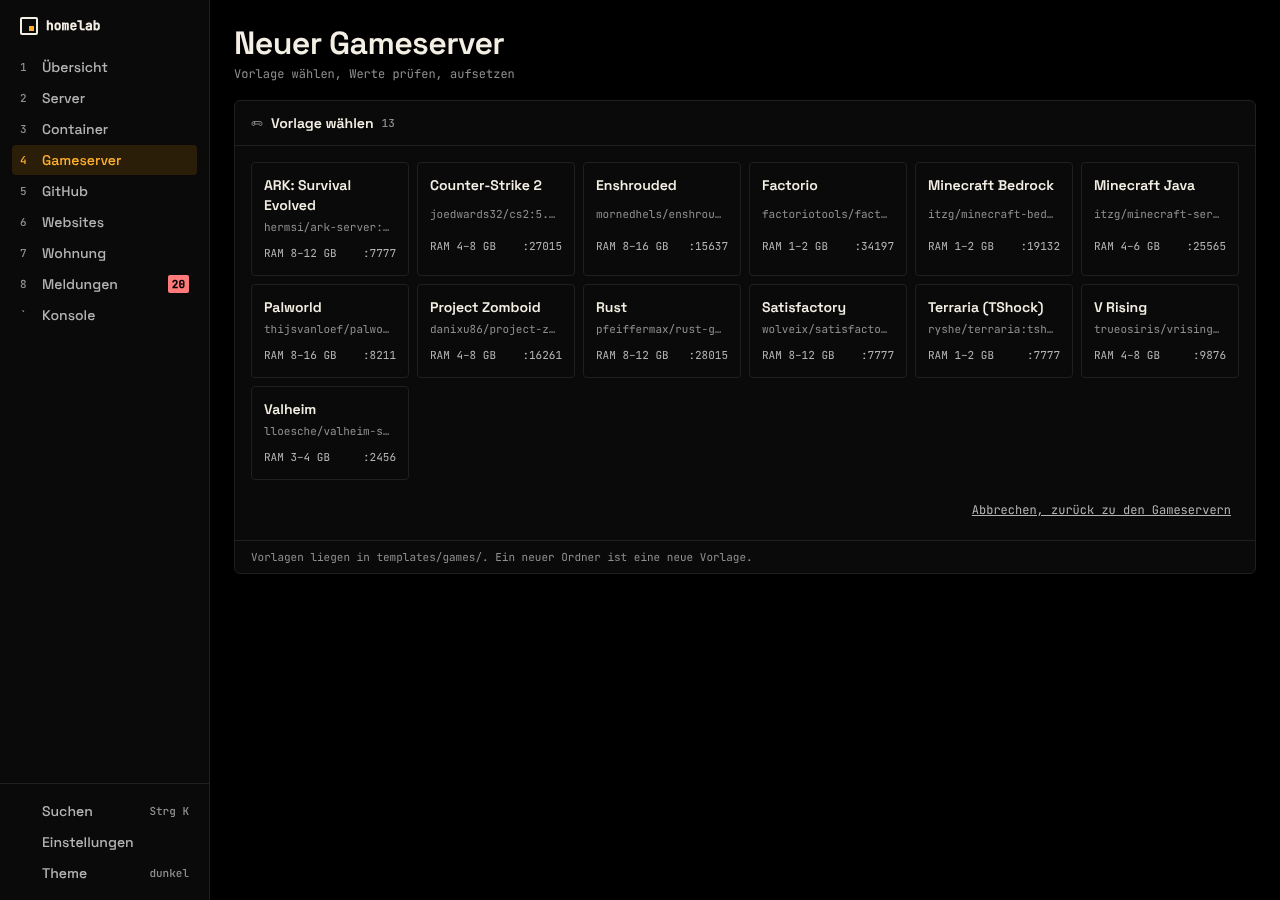 homelab
1 Übersicht
2 Server
3 Container
4 Gameserver
5 GitHub
6 Websites
7 Wohnung
8 Meldungen 20
` Konsole
Suchen Strg K
Einstellungen
Theme dunkel
Neuer Gameserver
Vorlage wählen, Werte prüfen, aufsetzen
Vorlage wählen 13
ARK: Survival
Evolved
hermsi/ark-server:…
RAM 8–12 GB :7777
Counter-Strike 2
joedwards32/cs2:5.…
RAM 4–8 GB :27015
Enshrouded
mornedhels/enshrou…
RAM 8–16 GB :15637
Factorio
factoriotools/fact…
RAM 1–2 GB :34197
Minecraft Bedrock
itzg/minecraft-bed…
RAM 1–2 GB :19132
Minecraft Java
itzg/minecraft-ser…
RAM 4–6 GB :25565
Palworld
thijsvanloef/palwo…
RAM 8–16 GB :8211
Project Zomboid
danixu86/project-z…
RAM 4–8 GB :16261
Rust
pfeiffermax/rust-g…
RAM 8–12 GB :28015
Satisfactory
wolveix/satisfacto…
RAM 8–12 GB :7777
Terraria (TShock)
ryshe/terraria:tsh…
RAM 1–2 GB :7777
V Rising
trueosiris/vrising…
RAM 4–8 GB :9876
Valheim
lloesche/valheim-s…
RAM 3–4 GB :2456
Abbrechen, zurück zu den Gameservern
Vorlagen liegen in templates/games/. Ein neuer Ordner ist eine neue Vorlage.